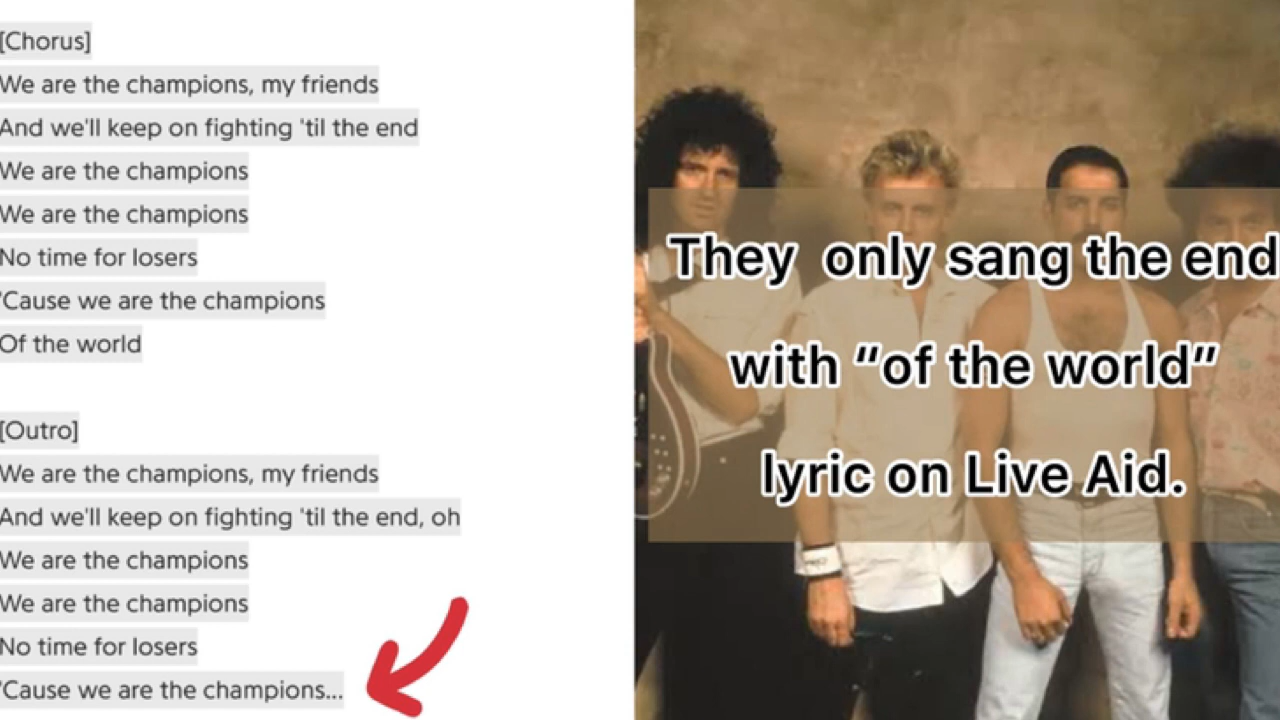 [Chorus]
We are the champions, my friends
And we'll keep on fighting 'til the end
We are the champions
We are the champions
No time for losers
'Cause we are the champions
Of the world
[Outro]
We are the champions, my friends
And we'll keep on fighting 'til the end, oh
We are the champions
We are the champions
No time for losers
'Cause we are the champions...
They only sang the end
with “of the world”
lyric on Live Aid.